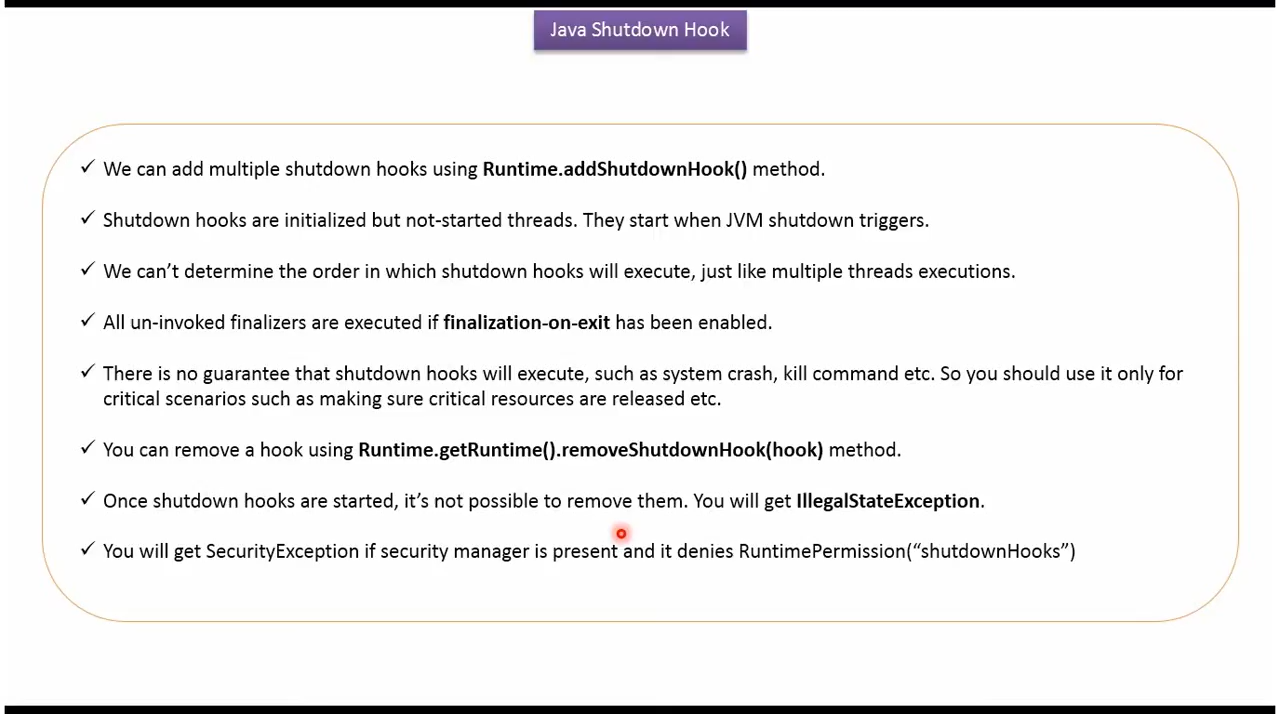 Java Shutdown Hook
✓ We can add multiple shutdown hooks using Runtime.addShutdownHook() method.
✓ Shutdown hooks are initialized but not-started threads. They start when JVM shutdown triggers.
✓ We can’t determine the order in which shutdown hooks will execute, just like multiple threads executions.
✓ All un-invoked finalizers are executed if finalization-on-exit has been enabled.
✓ There is no guarantee that shutdown hooks will execute, such as system crash, kill command etc. So you should use it only for
critical scenarios such as making sure critical resources are released etc.
✓ You can remove a hook using Runtime.getRuntime().removeShutdownHook(hook) method.
✓ Once shutdown hooks are started, it’s not possible to remove them. You will get IllegalStateException.
✓ You will get SecurityException if security manager is present and it denies RuntimePermission(“shutdownHooks”)